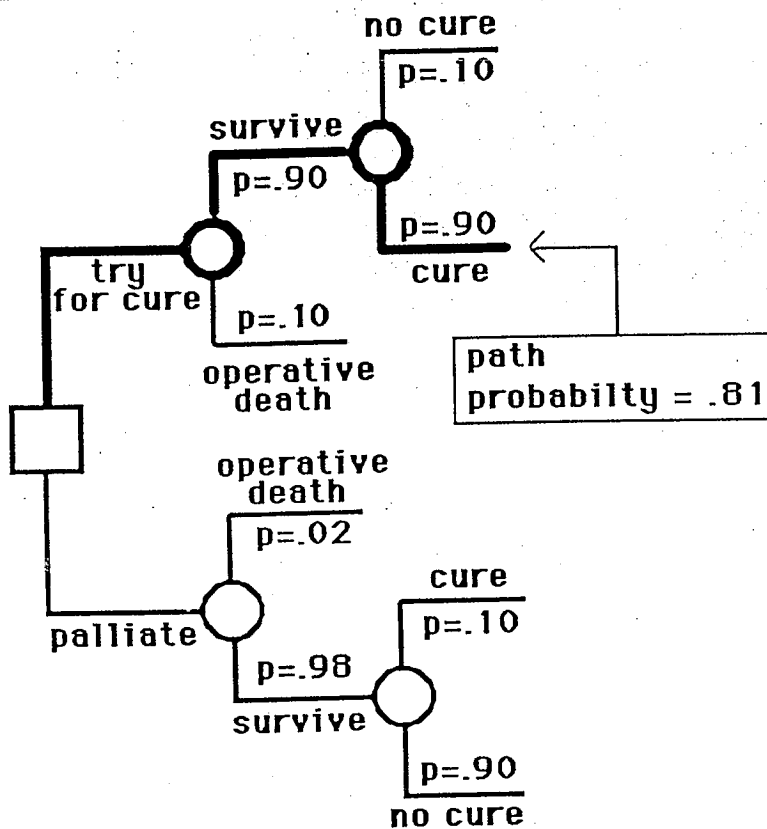 no cure
p=.10
survive
p=.90
p=.90
cure
try
for cure
p=.10
operative
death
path
probabilty = .81
operative
death
p=.02
cure
p=.10
palliate
p=.98
survive
p=.90
no cure